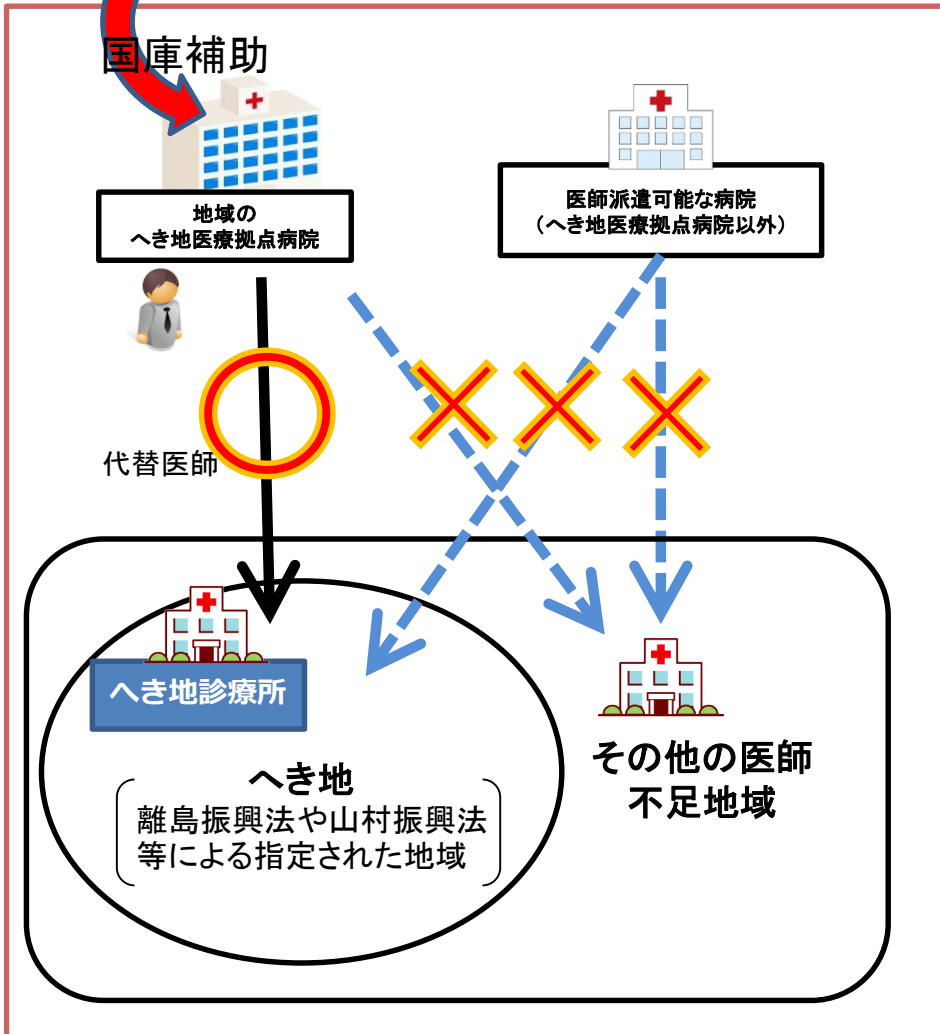 国庫補助
地域の
へき地医療拠点病院
医師派遣可能な病院
（へき地医療拠点病院以外）
代替医師
へき地診療所
へき地
離島振興法や山村振興法
等による指定された地域
その他の医師
不足地域